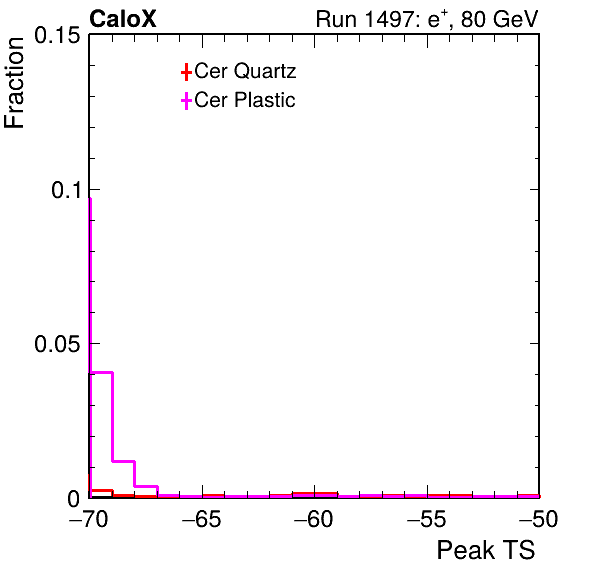 CaloX Run 1497: e⁺, 80 GeV
Fraction
Cer Quartz
Cer Plastic
0.15
0.1
0.05
0
−70 −65 −60 −55 −50
Peak TS